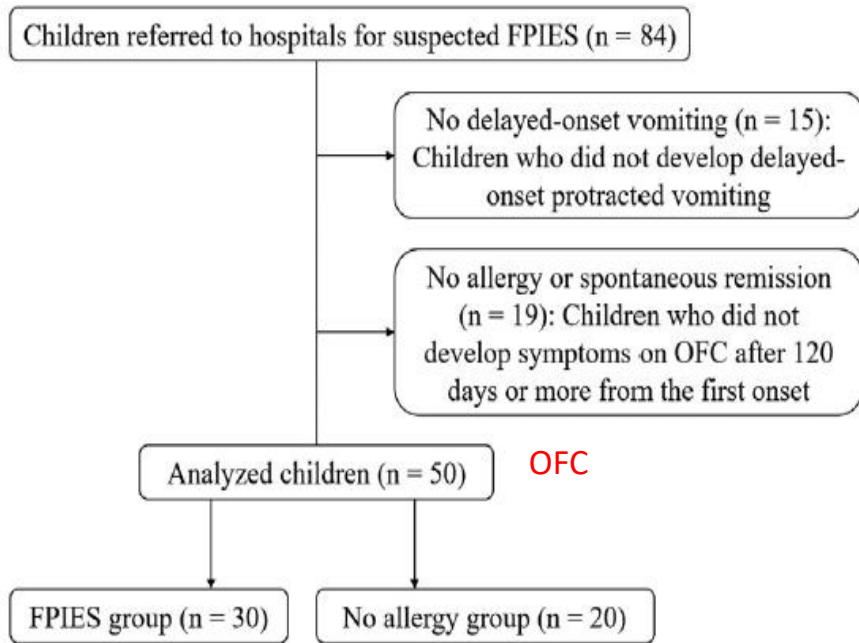 Children referred to hospitals for suspected FPIES (n = 84)
No delayed-onset vomiting (n = 15):
Children who did not develop delayed-
onset protracted vomiting
No allergy or spontaneous remission
(n = 19): Children who did not
develop symptoms on OFC after 120
days or more from the first onset
Analyzed children (n = 50)
OFC
FPIES group (n = 30)
No allergy group (n = 20)